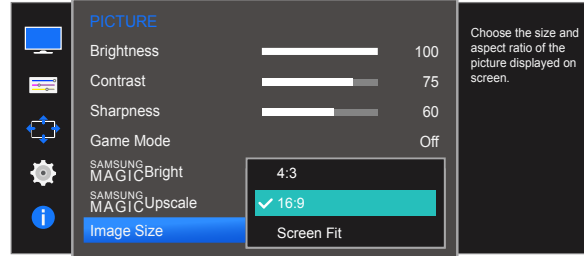 PICTURE
Brightness 100
Contrast 75
Sharpness 60
Game Mode Off
SAMSUNG
MAGICBright
4:3
SAMSUNG
MAGICUpscale
16:9
Image Size
Screen Fit
Choose the size and
aspect ratio of the
picture displayed on
screen.